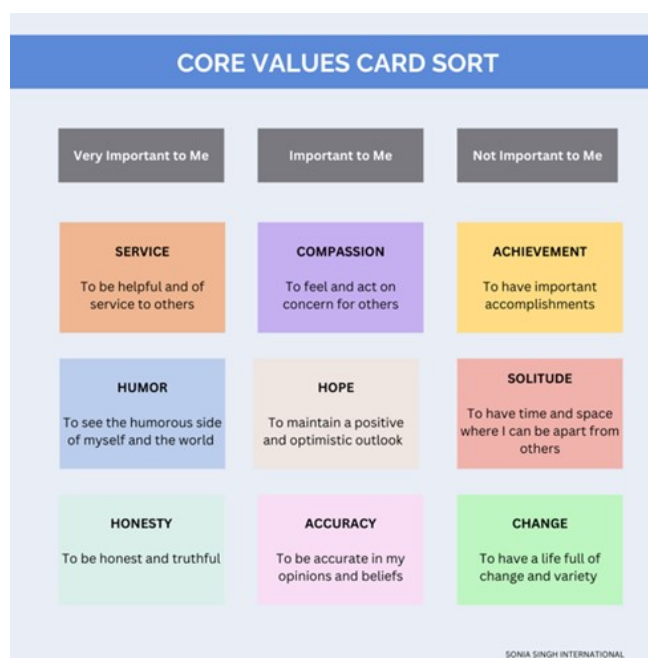 CORE VALUES CARD SORT
Very Important to Me
Important to Me
Not Important to Me
SERVICE
To be helpful and of
service to others
COMPASSION
To feel and act on
concern for others
ACHIEVEMENT
To have important
accomplishments
HUMOR
To see the humorous side
of myself and the world
HOPE
To maintain a positive
and optimistic outlook
SOLITUDE
To have time and space
where I can be apart from
others
HONESTY
To be honest and truthful
ACCURACY
To be accurate in my
opinions and beliefs
CHANGE
To have a life full of
change and variety
SONIA SINGH INTERNATIONAL